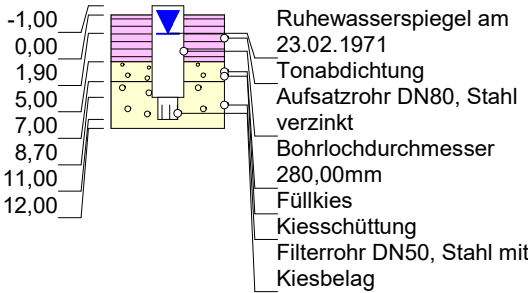 -1,00
0,00
1,90
5,00
7,00
8,70
11,00
12,00
Ruhewasserspiegel am
23.02.1971
Tonabdichtung
Aufsatzrohr DN80, Stahl
verzinkt
Bohrlochdurchmesser
280,00mm
Füllkies
Kiesschüttung
Filterrohr DN50, Stahl mit
Kiesbelag